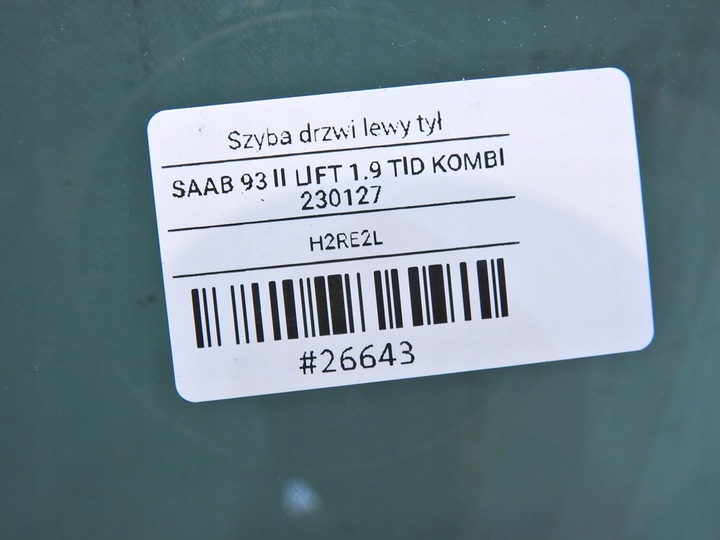 Szyba drzwi lewy tył
SAAB 93 II LIFT 1.9 TID KOMBI
230127
H2RE2L
#26643